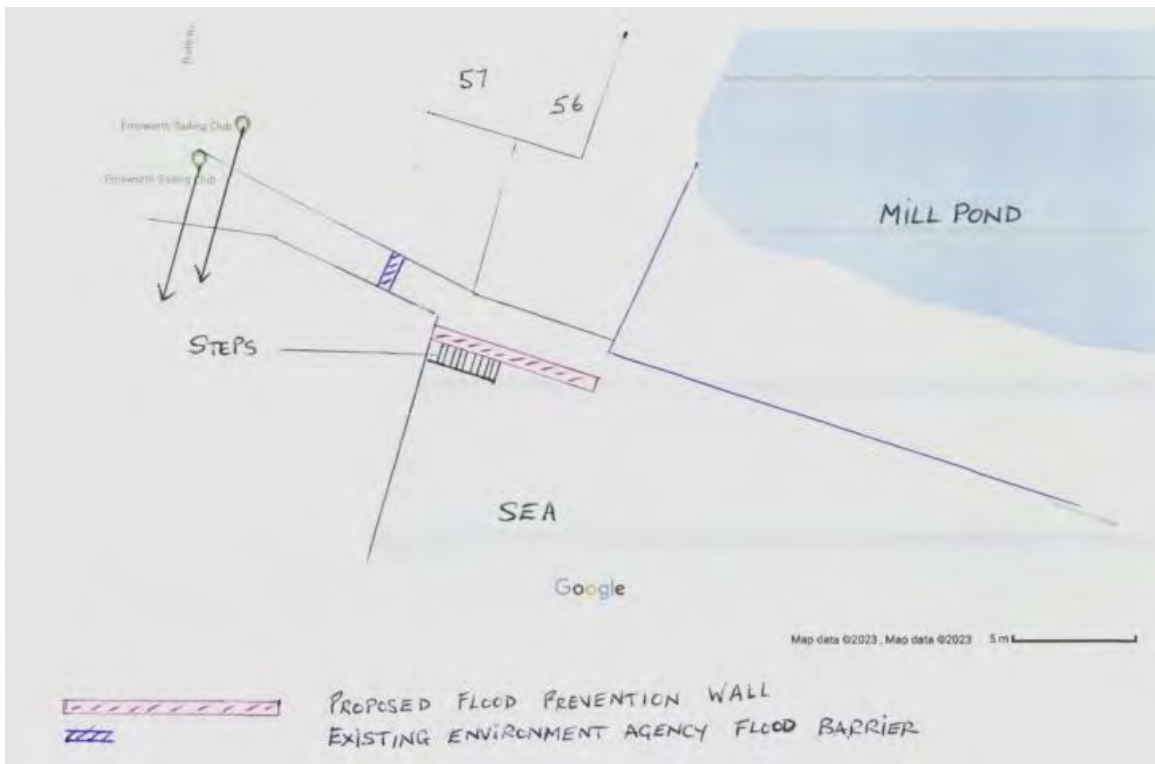 57
56
Emsworth Sailing Club
Emsworth Sailing Club
MILL POND
STEPS
SEA
Google
Map data ©2023 , Map data ©2023 5 m
PROPOSED FLOOD PREVENTION WALL
EXISTING ENVIRONMENT AGENCY FLOOD BARRIER